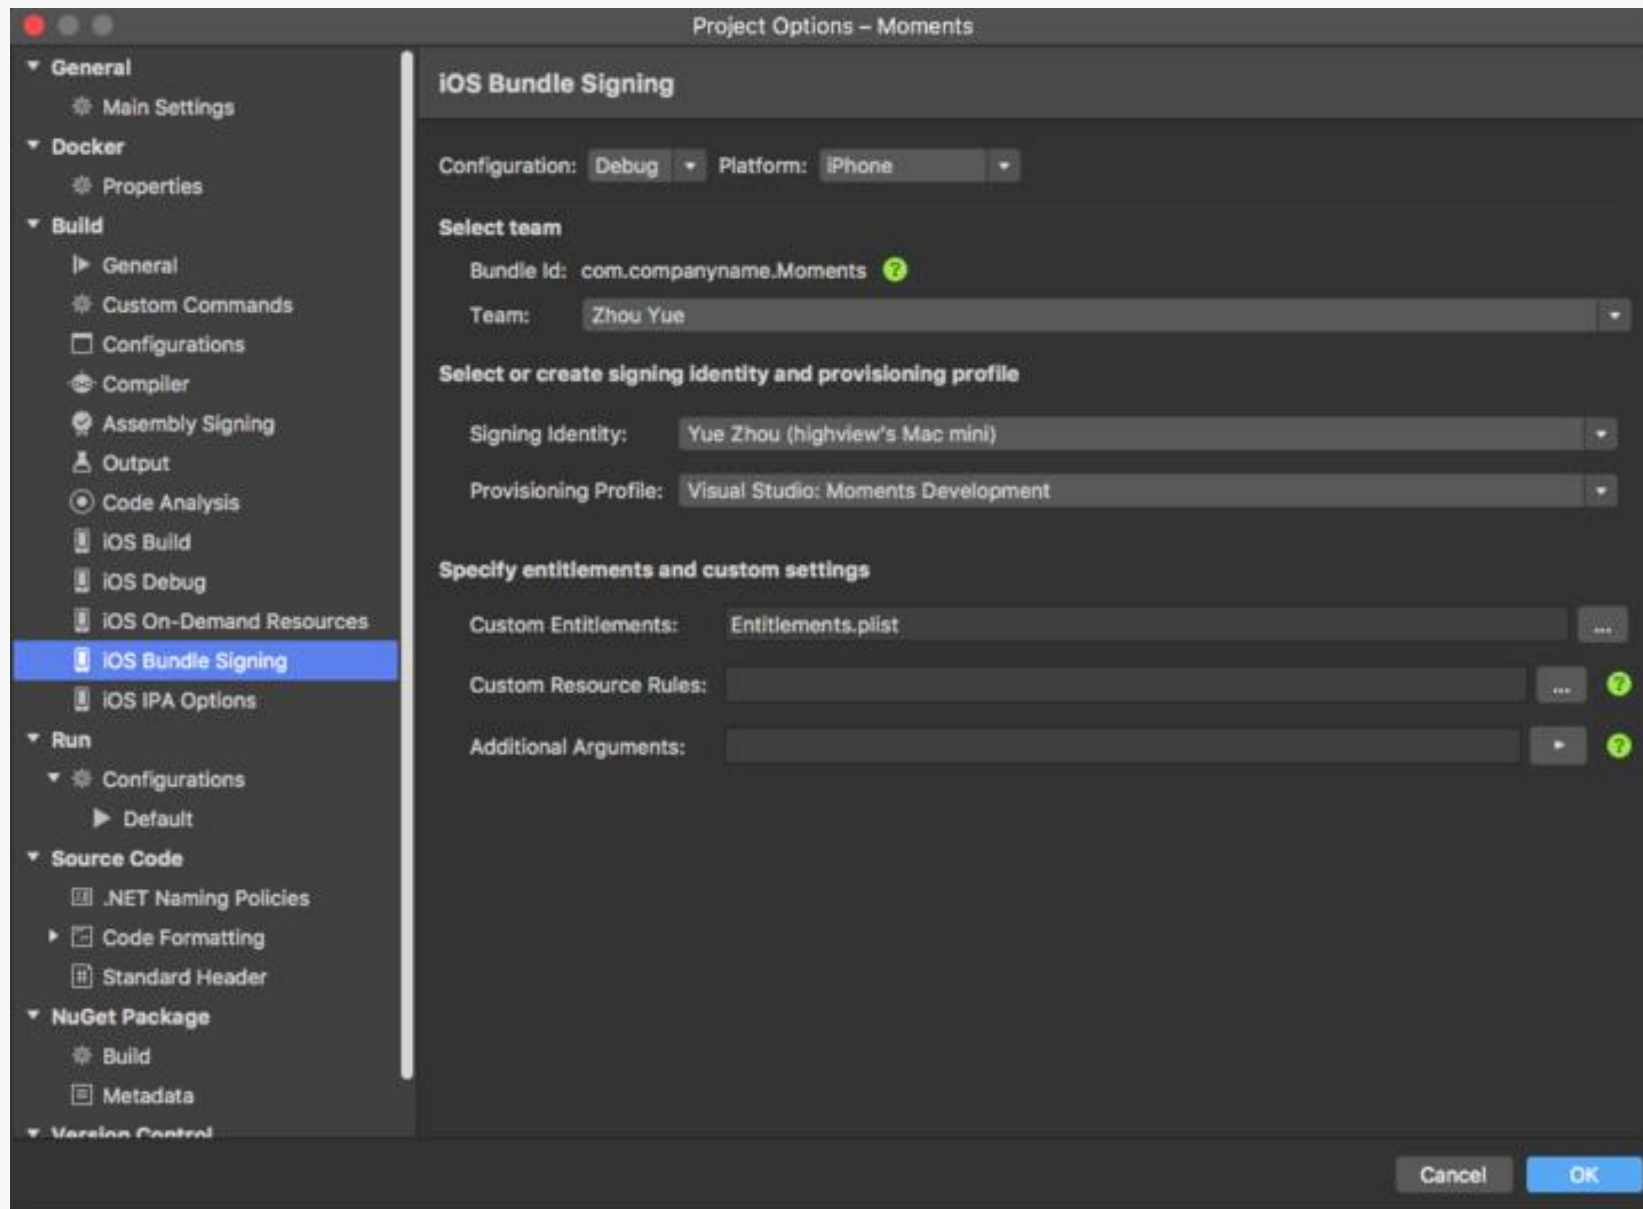 Project Options – Moments
General
Main Settings
Docker
Properties
Build
General
Custom Commands
Configurations
Compiler
Assembly Signing
Output
Code Analysis
iOS Build
iOS Debug
iOS On-Demand Resources
iOS Bundle Signing
iOS IPA Options
Run
Configurations
Default
Source Code
.NET Naming Policies
Code Formatting
Standard Header
NuGet Package
Build
Metadata
Version Control
iOS Bundle Signing
Configuration: Debug Platform: iPhone
Select team
Bundle Id: com.companyname.Moments ?
Team: Zhou Yue
Select or create signing identity and provisioning profile
Signing Identity: Yue Zhou (highview's Mac mini)
Provisioning Profile: Visual Studio: Moments Development
Specify entitlements and custom settings
Custom Entitlements: Entitlements.plist ...
Custom Resource Rules: ... ?
Additional Arguments: ?
Cancel OK